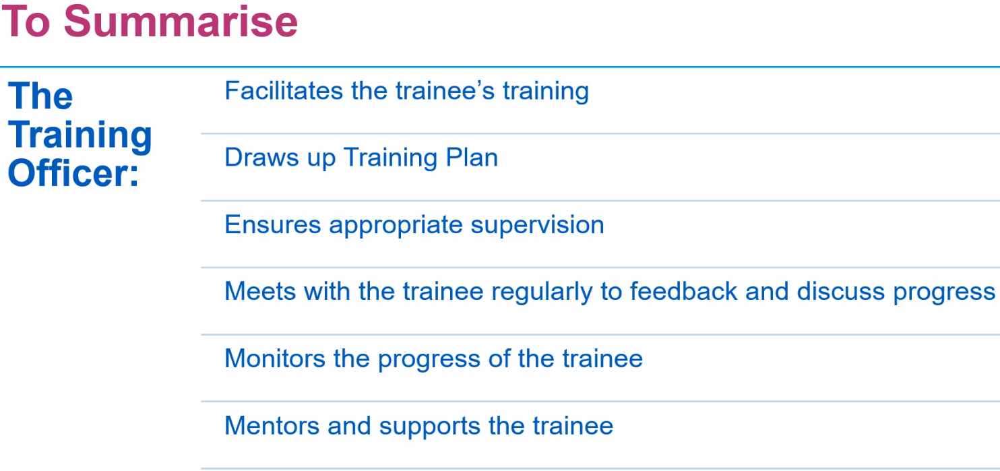 To Summarise
The
Training
Officer:
Facilitates the trainee’s training
Draws up Training Plan
Ensures appropriate supervision
Meets with the trainee regularly to feedback and discuss progress
Monitors the progress of the trainee
Mentors and supports the trainee